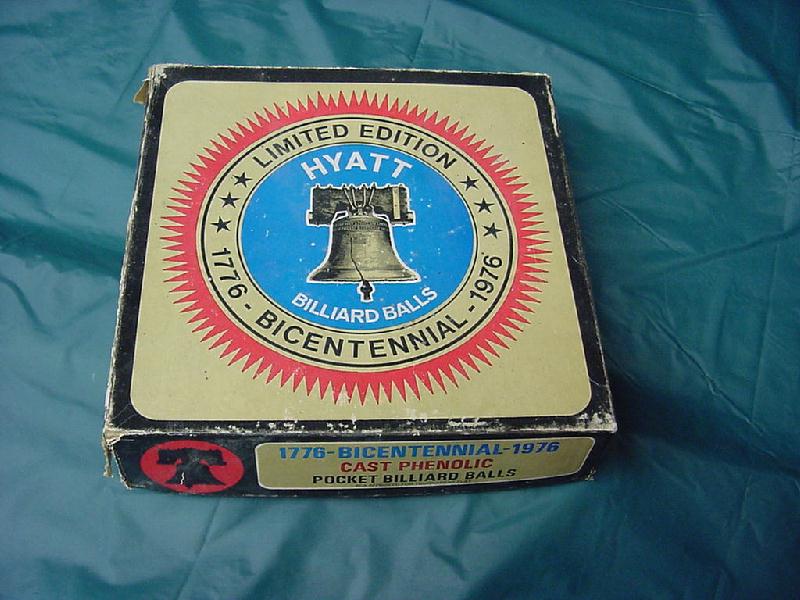 LIMITED EDITION
HYATT
BILLIARD BALLS
1776 - BICENTENNIAL - 1976
1776-BICENTENNIAL-1976
CAST PHENOLIC
POCKET BILLIARD BALLS